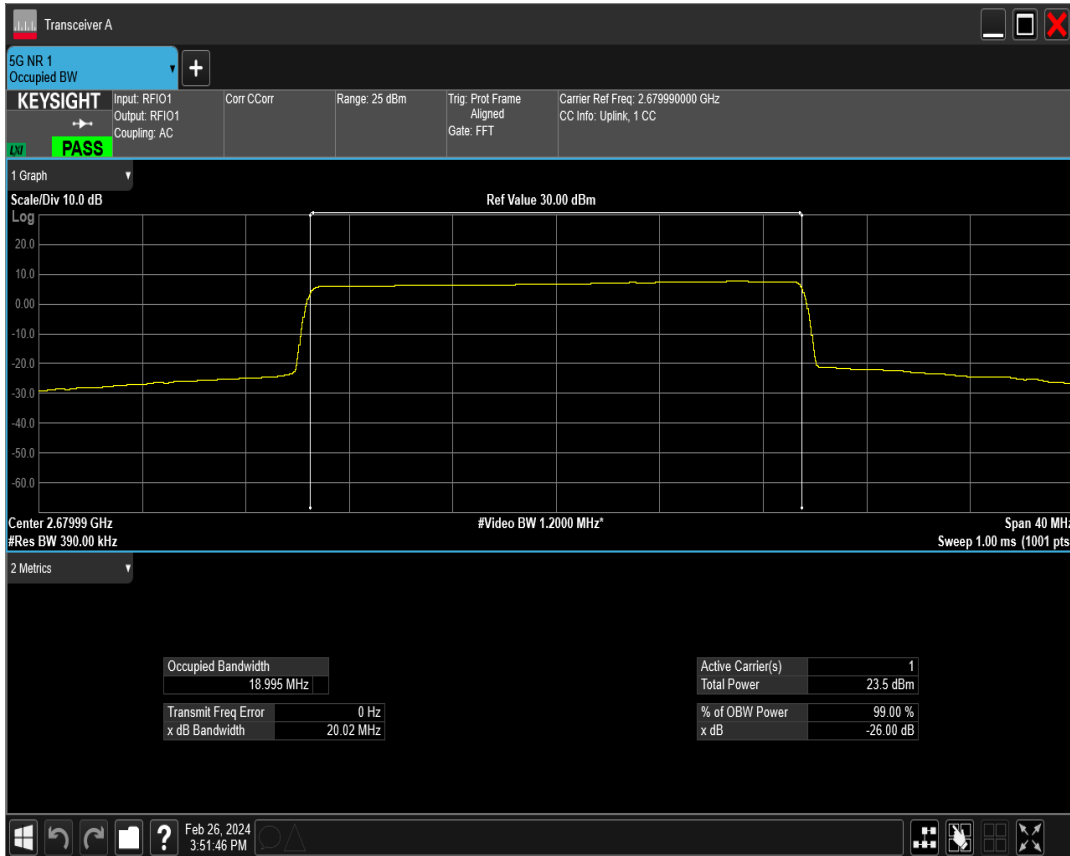 Transceiver A
5G NR 1
Occupied BW
KEYSIGHT
LXI
PASS
Input: RFIO1
Output: RFIO1
Coupling: AC
Corr CCorr
Range: 25 dBm
Trig: Prot Frame
Aligned
Gate: FFT
Carrier Ref Freq: 2.679990000 GHz
CC Info: Uplink, 1 CC
1 Graph
Scale/Div 10.0 dB
Ref Value 30.00 dBm
Log
20.0
10.0
0.00
-10.0
-20.0
-30.0
-40.0
-50.0
-60.0
Center 2.67999 GHz
#Video BW 1.2000 MHz*
Span 40 MHz
#Res BW 390.00 kHz
Sweep 1.00 ms (1001 pts
2 Metrics
Occupied Bandwidth
18.995 MHz
Transmit Freq Error 0 Hz
x dB Bandwidth 20.02 MHz
Active Carrier(s) 1
Total Power 23.5 dBm
% of OBW Power 99.00 %
x dB -26.00 dB
Feb 26, 2024
3:51:46 PM